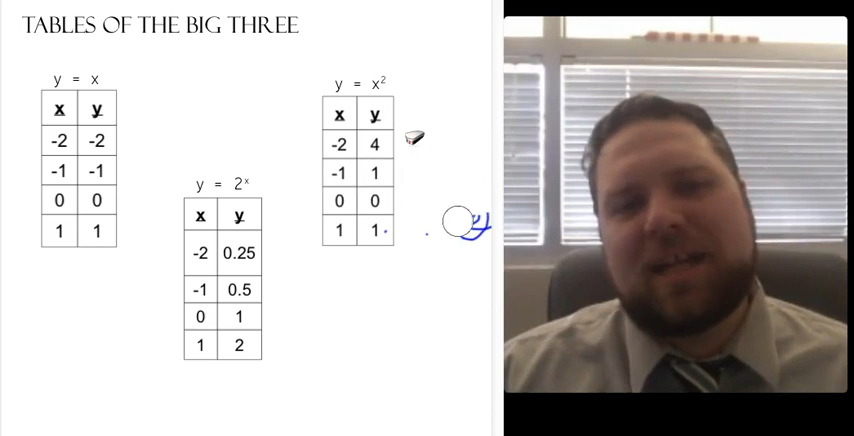 TABLES OF THE BIG THREE
y = x
x y
-2 -2
-1 -1
0 0
1 1
y = 2ˣ
x y
-2 0.25
-1 0.5
0 1
1 2
y = x²
x y
-2 4
-1 1
0 0
1 1